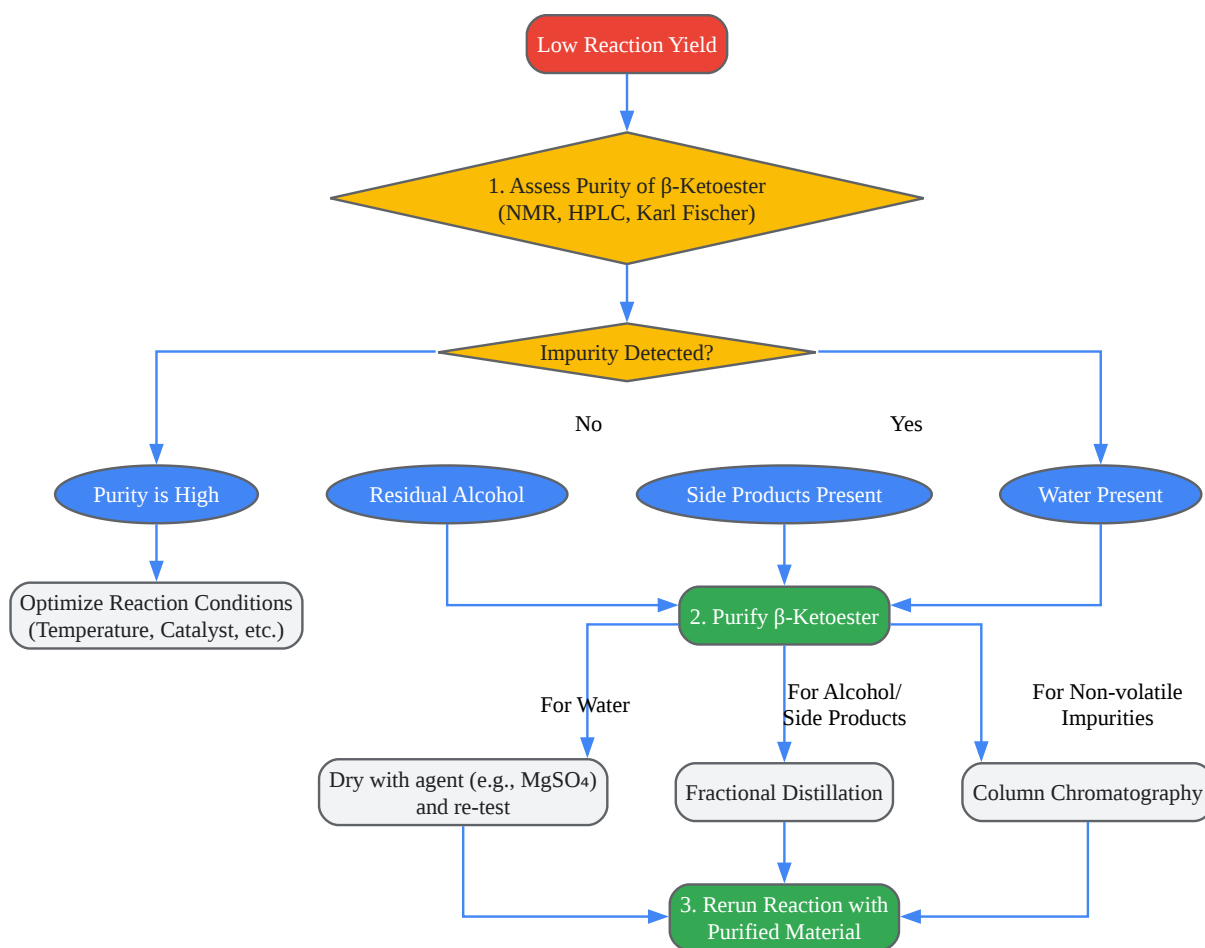 Low Reaction Yield
1. Assess Purity of β-Ketoester
(NMR, HPLC, Karl Fischer)
Impurity Detected?
No
Yes
Purity is High
Residual Alcohol
Side Products Present
Water Present
Optimize Reaction Conditions
(Temperature, Catalyst, etc.)
2. Purify β-Ketoester
For Water
For Alcohol/
Side Products
For Non-volatile
Impurities
Dry with agent (e.g., MgSO₄)
and re-test
Fractional Distillation
Column Chromatography
3. Rerun Reaction with
Purified Material